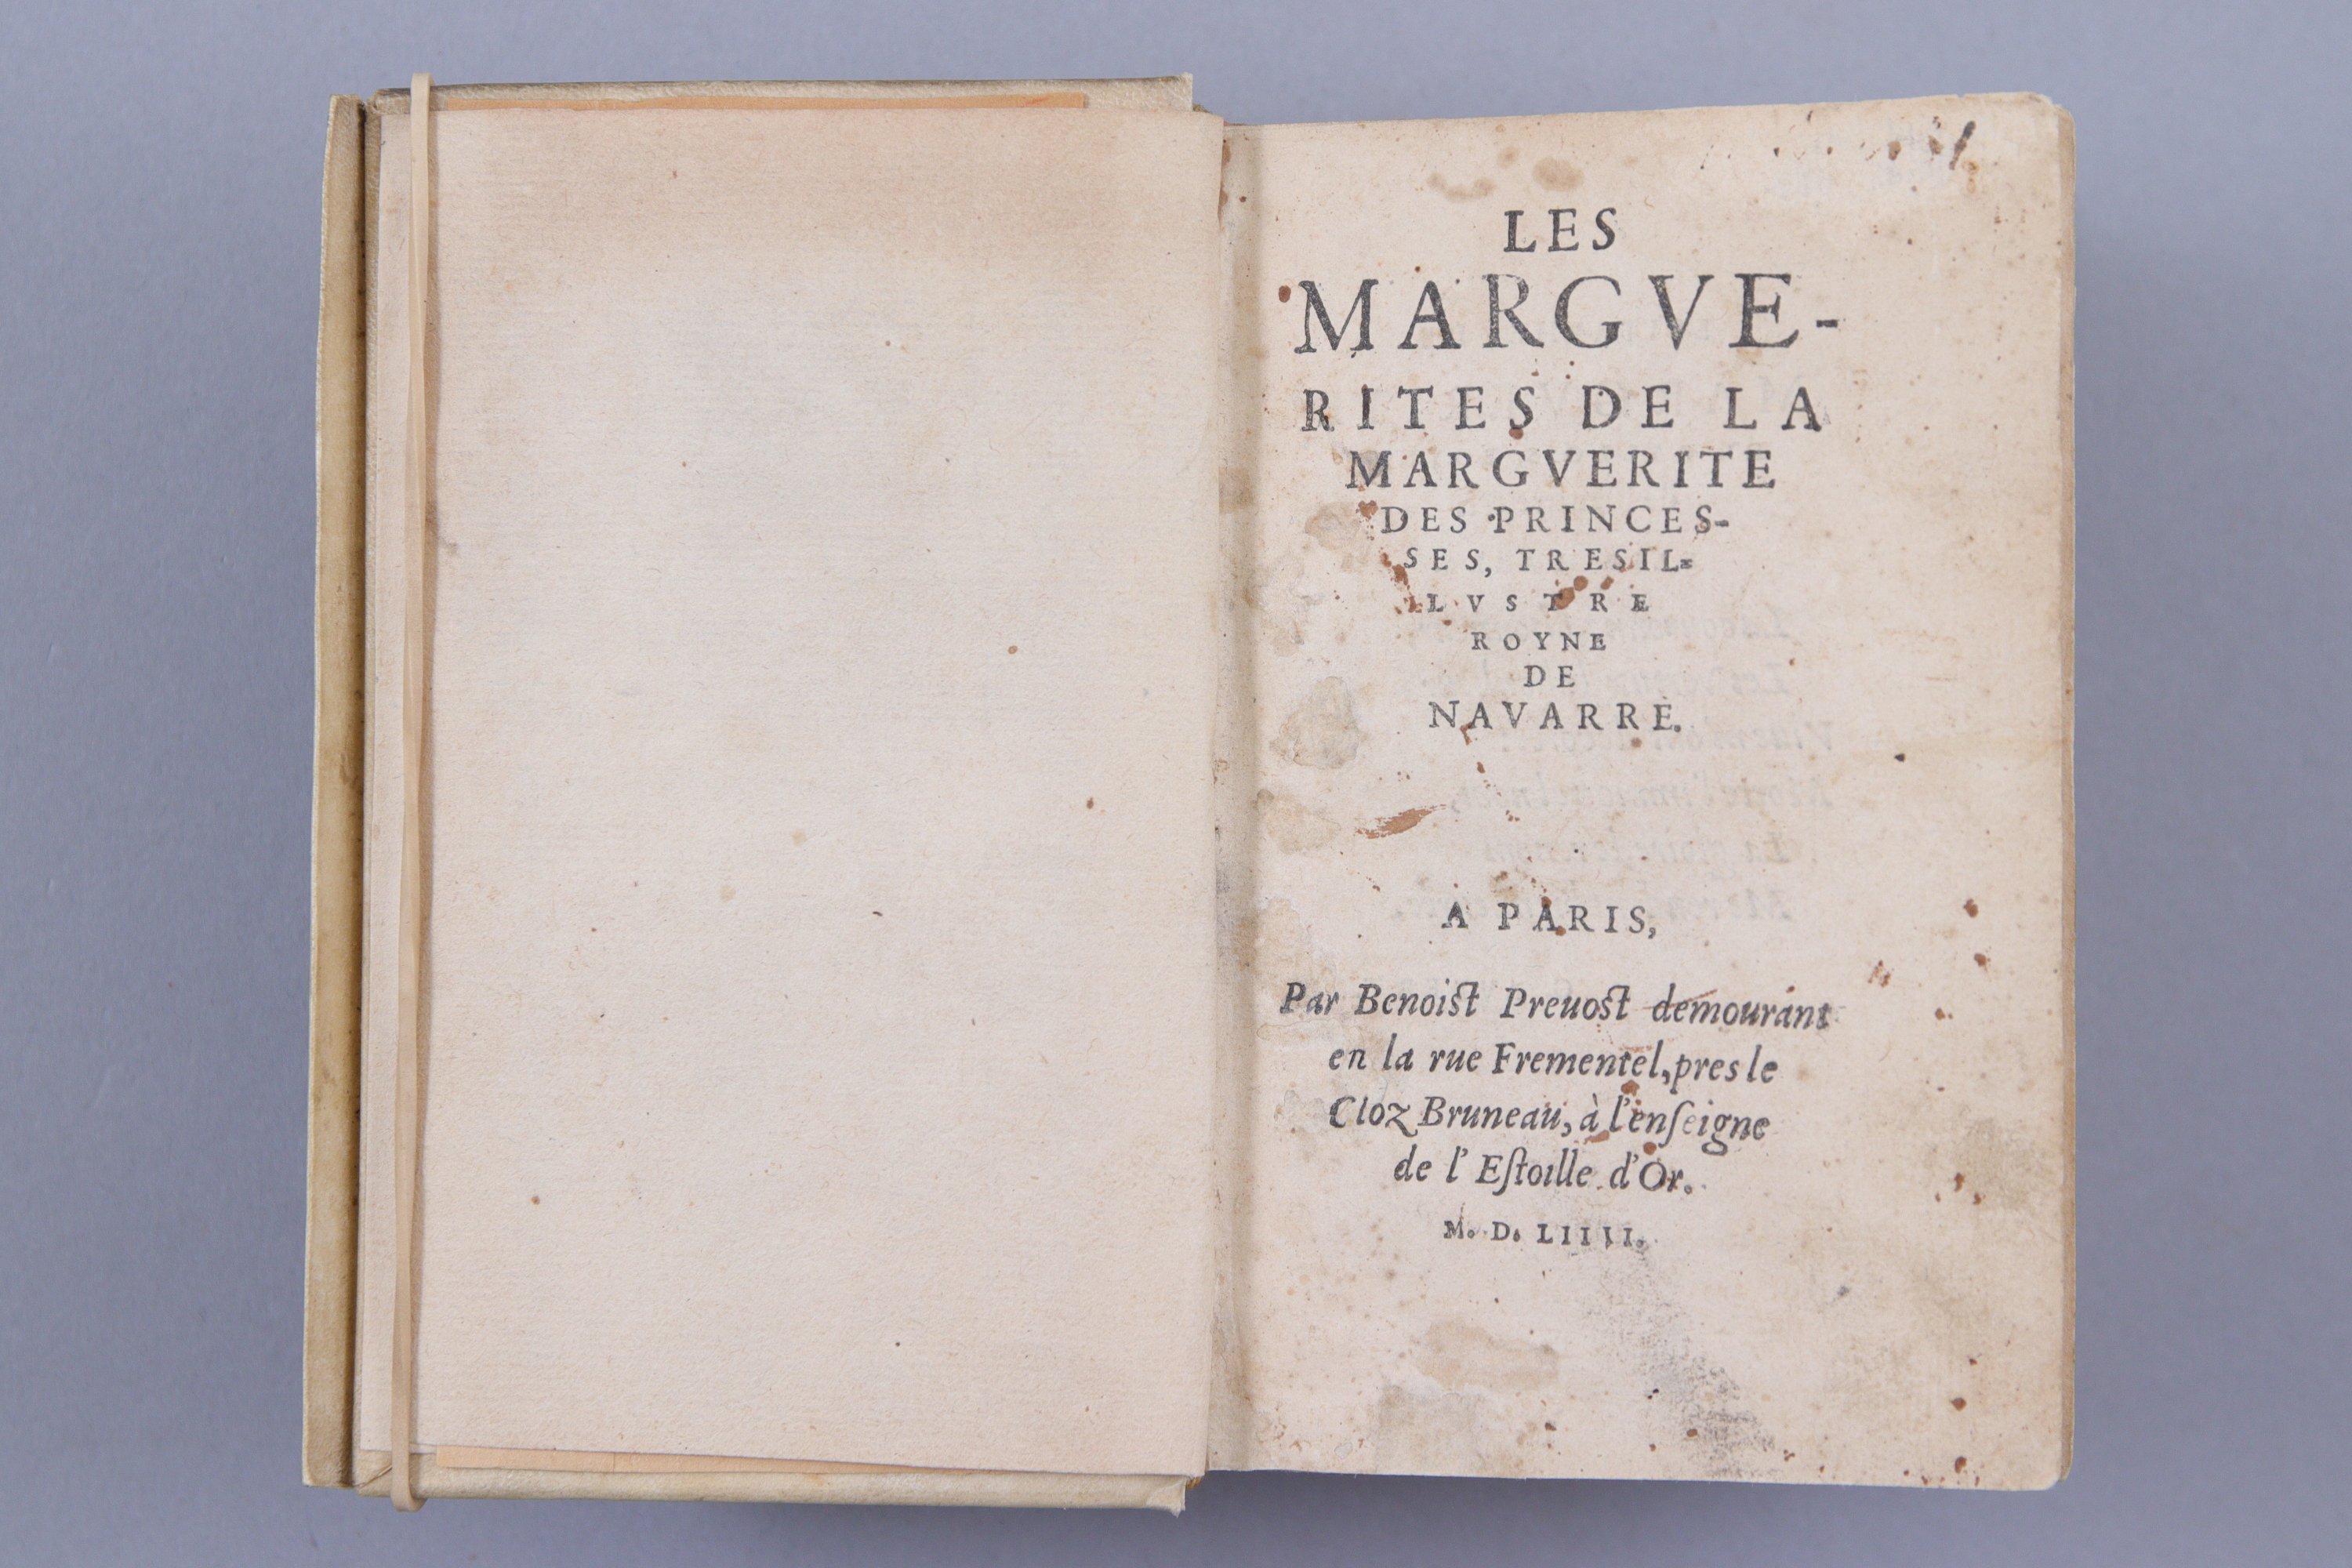 LES
MARGVE-
RITES DE LA
MARGVERITE
DES PRINCES-
SES, TRESIL-
LVSTRE
ROYNE
DE
NAVARRE.
A PARIS,
Par Benoist Preuost demourant
en la rue Frementel, pres le
Cloz Bruneau, à l'enſeigne
de l'Eſtoille d'Or.
M. D. LIIII.